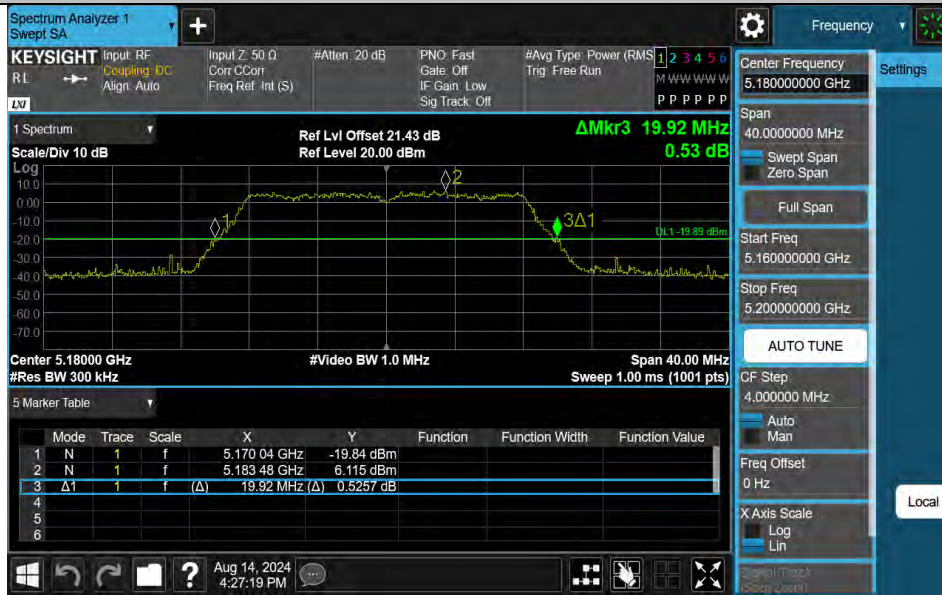 Spectrum Analyzer 1
Swept SA
+
Frequency
KEYSIGHT
RL
LXI
Input: RF
Coupling: DC
Align: Auto
Input Z: 50 Ω
Corr CCorr
Freq Ref: Int (S)
#Atten: 20 dB
PNO: Fast
Gate: Off
IF Gain: Low
Sig Track: Off
#Avg Type: Power (RMS
Trig: Free Run
1 2 3 4 5 6
M W W W W W
P P P P P P
1 Spectrum
Scale/Div 10 dB
Ref Lvl Offset 21.43 dB
Ref Level 20.00 dBm
ΔMkr3 19.92 MHz
0.53 dB
Log
10.0
0.00
-10.0
-20.0
-30.0
-40.0
-50.0
-60.0
-70.0
1
2
3Δ1
DL1 -19.89 dBm
Center 5.18000 GHz
#Res BW 300 kHz
#Video BW 1.0 MHz
Span 40.00 MHz
Sweep 1.00 ms (1001 pts)
5 Marker Table
Mode Trace Scale X Y Function Function Width Function Value
1 N 1 f 5.170 04 GHz -19.84 dBm
2 N 1 f 5.183 48 GHz 6.115 dBm
3 Δ1 1 f (Δ) 19.92 MHz (Δ) 0.5257 dB
4
5
6
?
Aug 14, 2024
4:27:19 PM
Center Frequency
5.180000000 GHz
Span
40.0000000 MHz
Swept Span
Zero Span
Full Span
Start Freq
5.160000000 GHz
Stop Freq
5.200000000 GHz
AUTO TUNE
CF Step
4.000000 MHz
Auto
Man
Freq Offset
0 Hz
X Axis Scale
Log
Lin
Signal Track
(Span Zoom)
Settings
Local